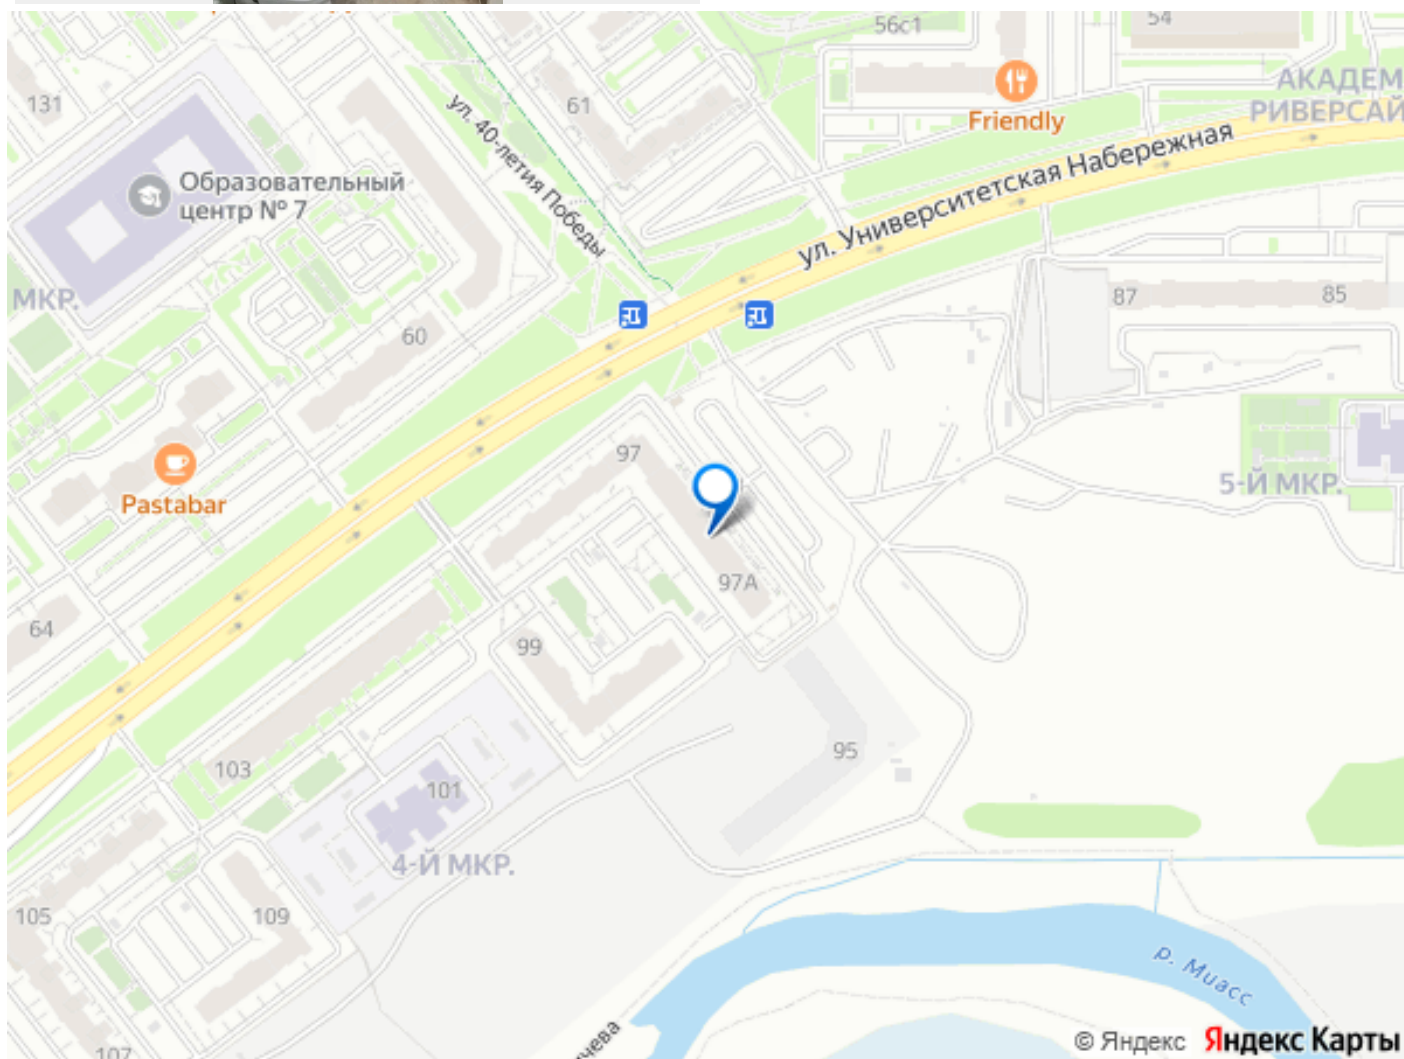 56с1
54
131
61
АКАДЕМ
РИВЕРСАЙ
Friendly
ул. 40-летия Победы
ул. Университетская Набережная
Образовательный
центр № 7
МКР.
87
85
60
97
5-Й МКР.
Pastabar
97А
64
99
95
103
101
4-Й МКР.
105
109
р. Миасс
107
чева
© Яндекс Яндекс Карты